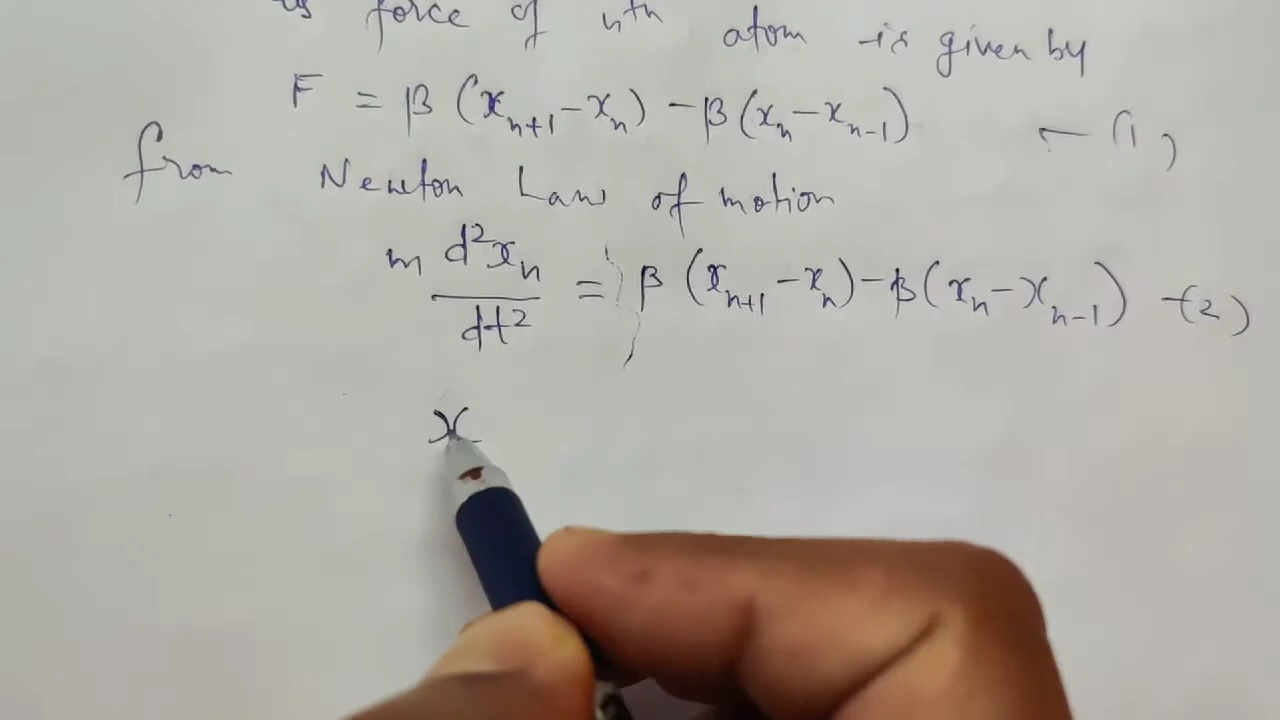 is force of nth atom is given by
F = β (x_{n+1} - x_n) - β (x_n - x_{n-1}) — (1)
from Newton Law of motion
m d²x_n / dt² = β (x_{n+1} - x_n) - β (x_n - x_{n-1}) — (2)
x